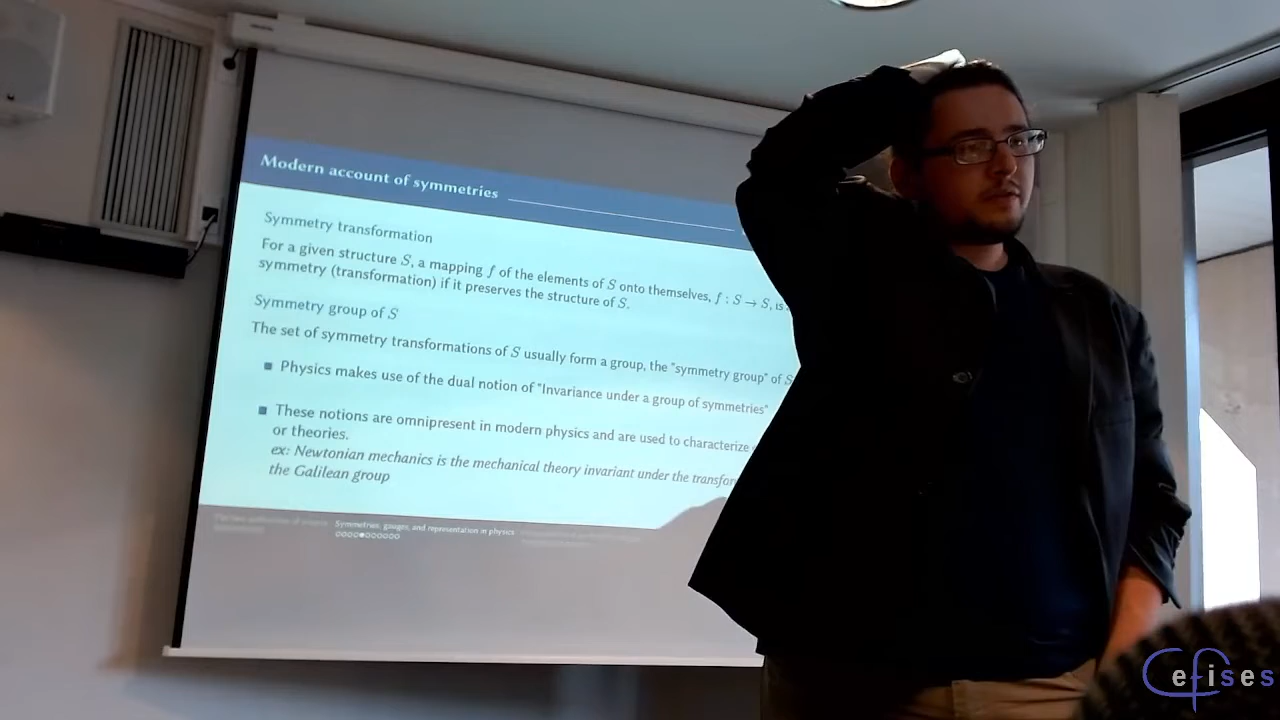 Modern account of symmetries
Symmetry transformation
For a given structure S, a mapping f of the elements of S onto themselves, f : S → S, is
symmetry (transformation) if it preserves the structure of S.
Symmetry group of S
The set of symmetry transformations of S usually form a group, the "symmetry group" of S
Physics makes use of the dual notion of "Invariance under a group of symmetries"
These notions are omnipresent in modern physics and are used to characterize
or theories.
ex: Newtonian mechanics is the mechanical theory invariant under the transfor
the Galilean group
Symmetries, gauges, and representation in physics
Cefises